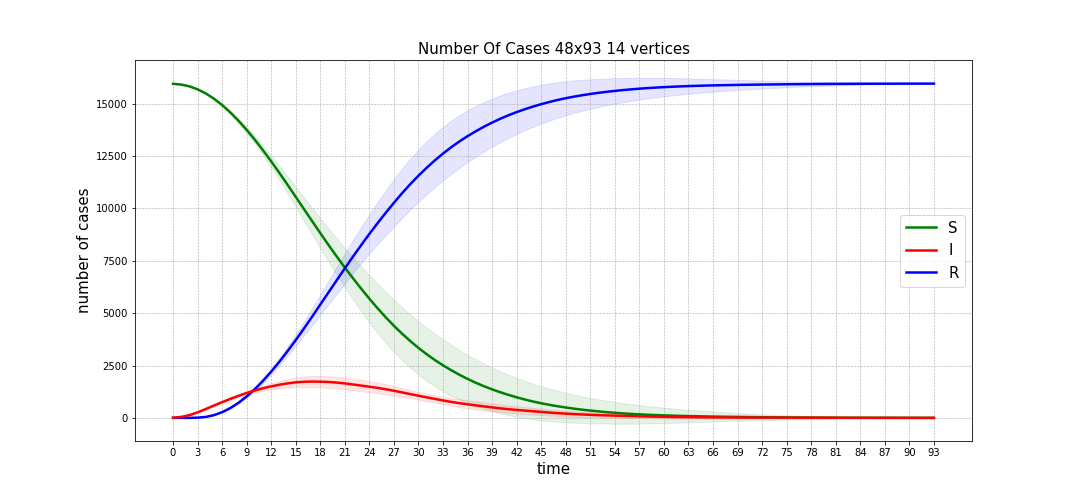 Number Of Cases 48x93 14 vertices
number of cases
15000
12500
10000
7500
5000
2500
0
S
I
R
0 3 6 9 12 15 18 21 24 27 30 33 36 39 42 45 48 51 54 57 60 63 66 69 72 75 78 81 84 87 90 93
time